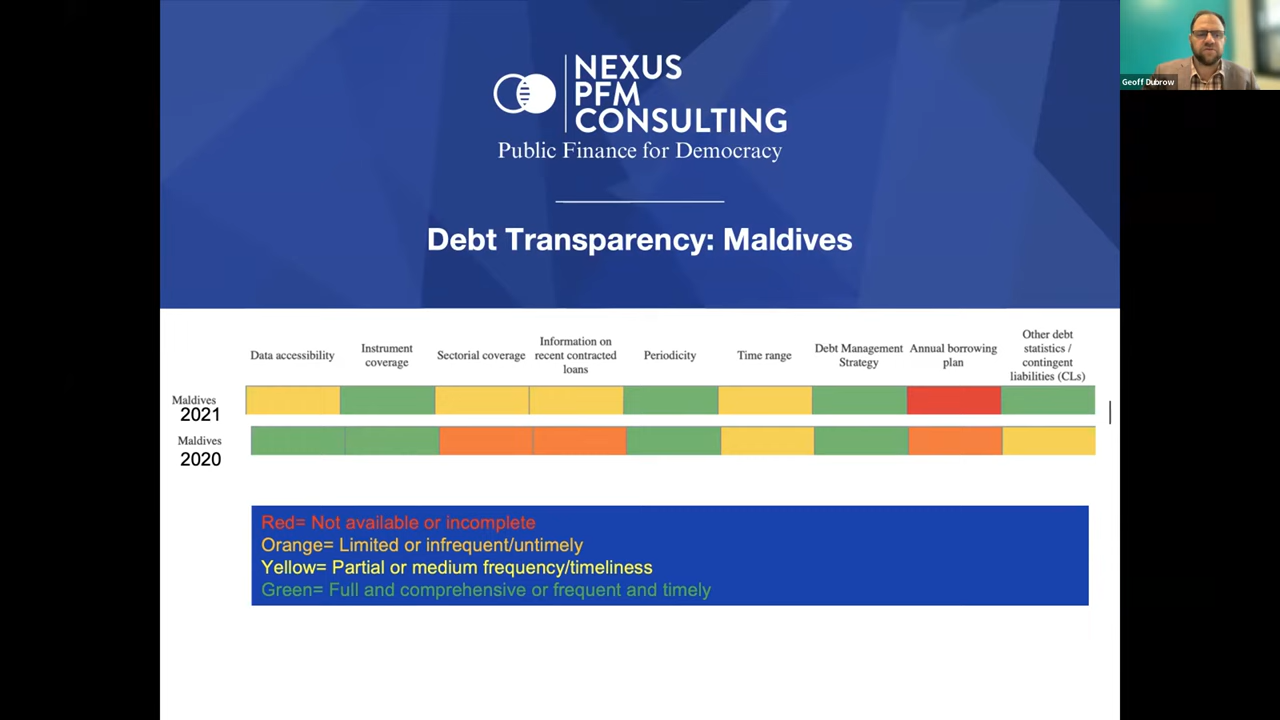 NEXUS
PFM
CONSULTING
Public Finance for Democracy
Geoff Dubrow
Debt Transparency: Maldives
Data accessibility
Instrument
coverage
Sectorial coverage
Information on
recent contracted
loans
Periodicity
Time range
Debt Management
Strategy
Annual borrowing
plan
Other debt
statistics /
contingent
liabilities (CLs)
Maldives
2021
Maldives
2020
Red= Not available or incomplete
Orange= Limited or infrequent/untimely
Yellow= Partial or medium frequency/timeliness
Green= Full and comprehensive or frequent and timely